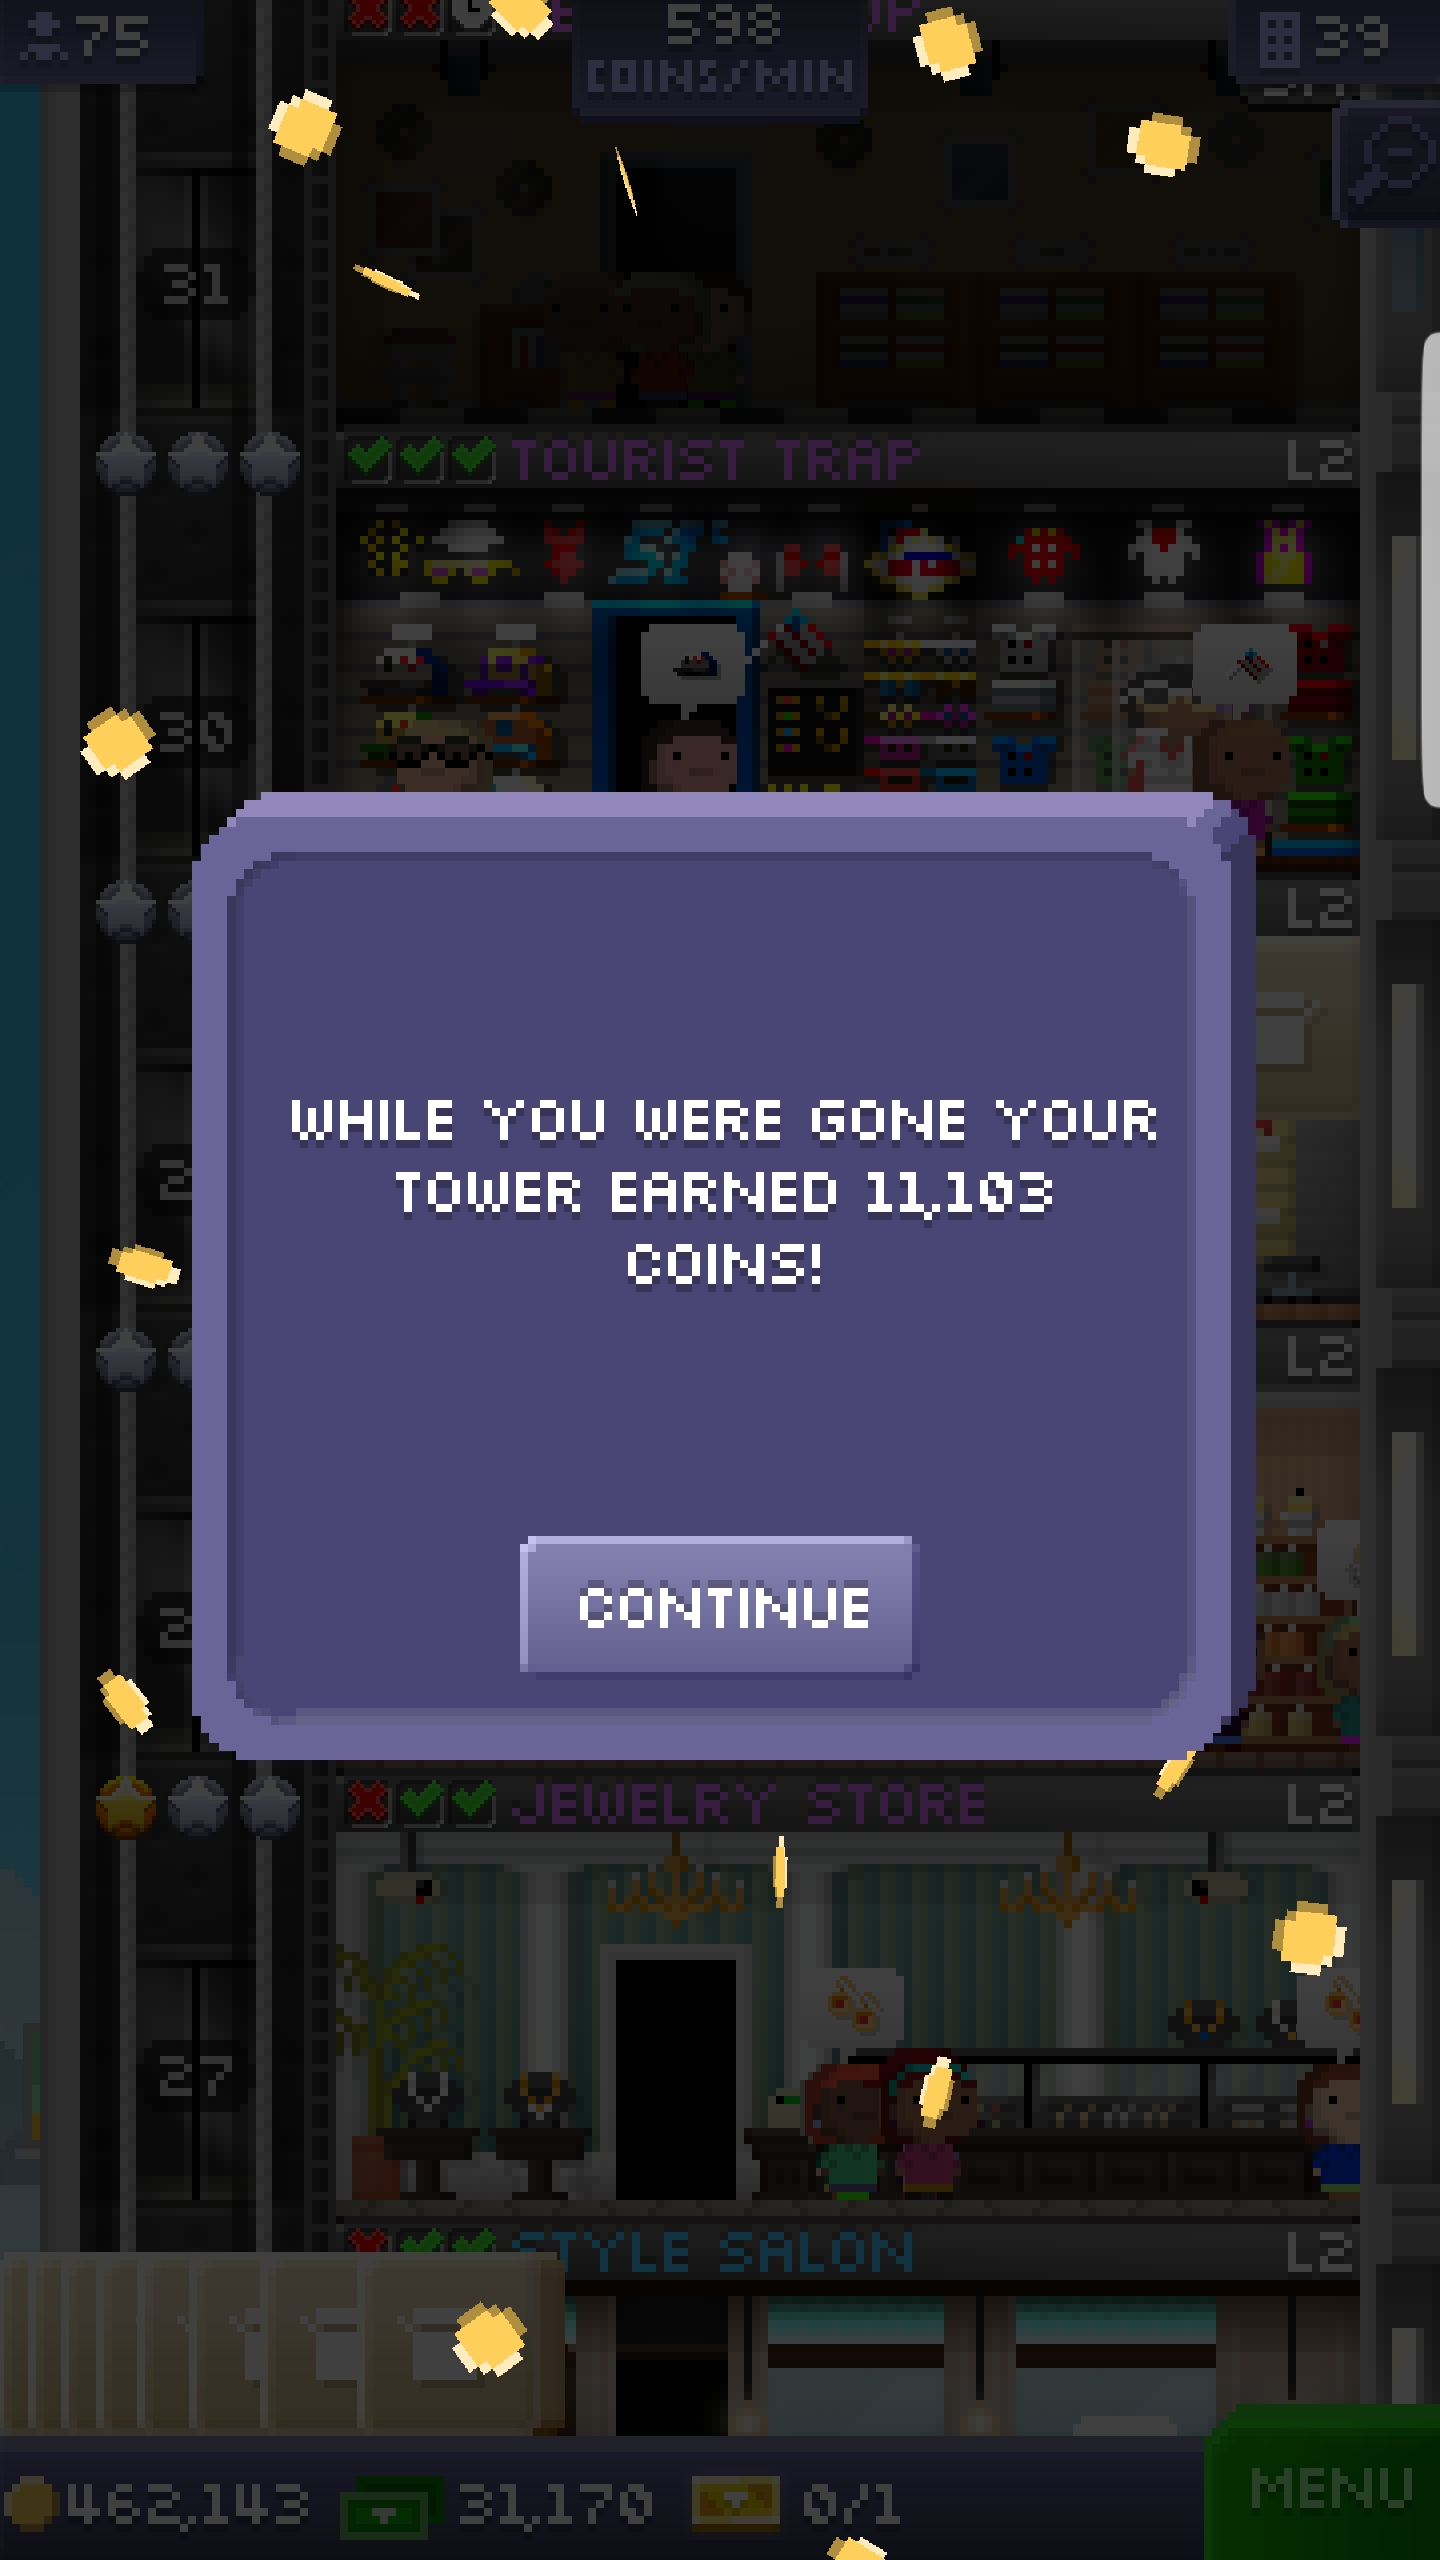 75
598
COINS/MIN
39
31
TOURIST TRAP
L2
30
L2
WHILE YOU WERE GONE YOUR
TOWER EARNED 11,103
COINS!
L2
CONTINUE
JEWELRY STORE
L2
27
STYLE SALON
L2
462,143
31,170
0/1
MENU